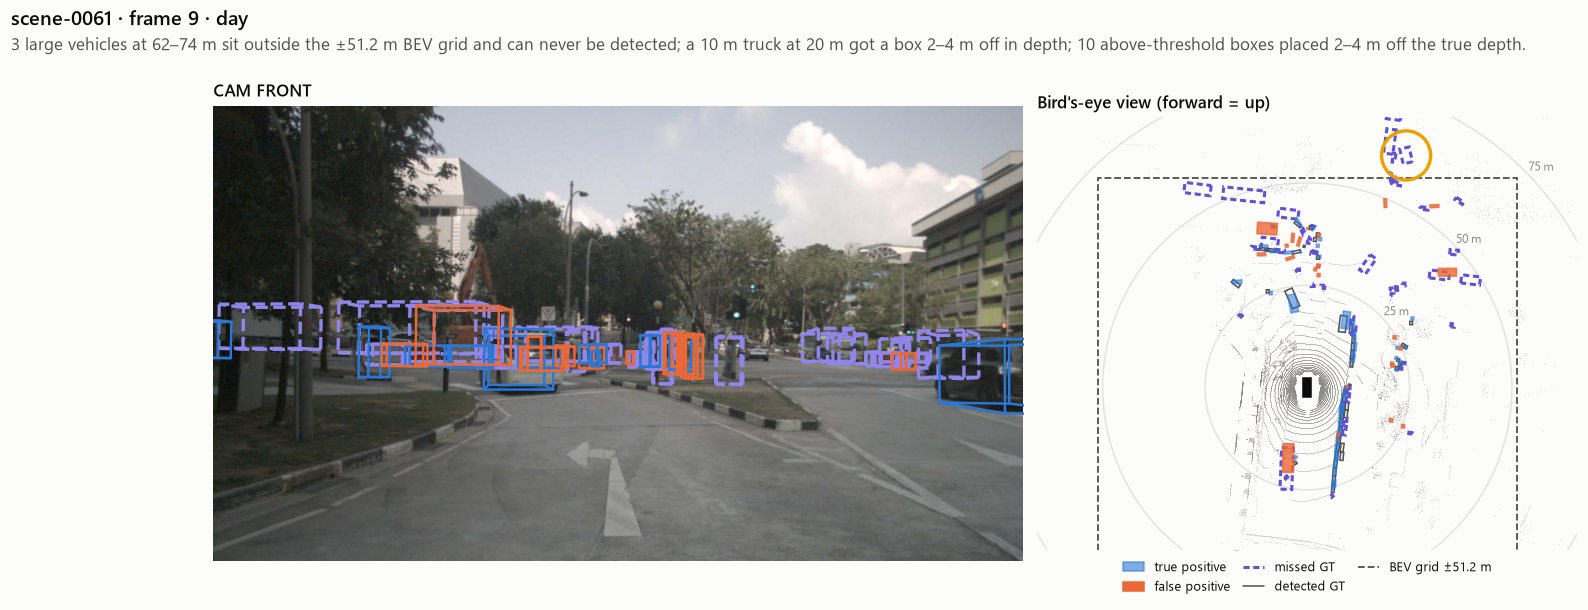 scene-0061 · frame 9 · day
3 large vehicles at 62–74 m sit outside the ±51.2 m BEV grid and can never be detected; a 10 m truck at 20 m got a box 2–4 m off in depth; 10 above-threshold boxes placed 2–4 m off the true depth.
CAM FRONT
Bird's-eye view (forward = up)
75 m
50 m
25 m
true positive
missed GT
BEV grid ±51.2 m
false positive
detected GT